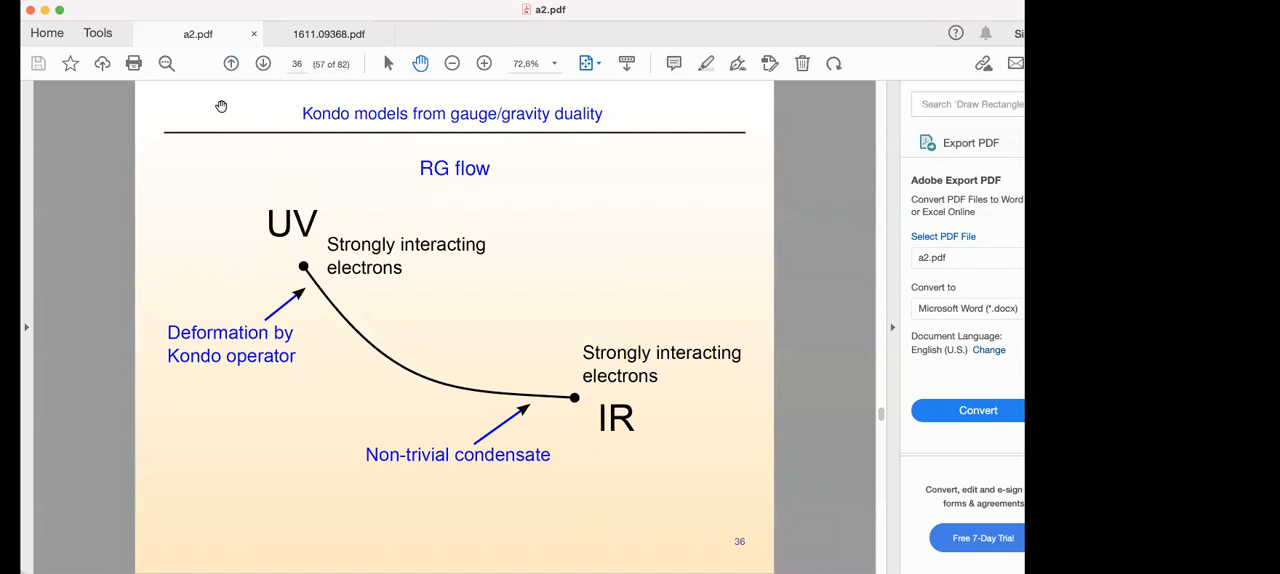 a2.pdf
Home
Tools
a2.pdf ×
1611.09368.pdf
36
(57 of 82)
72,6%
Kondo models from gauge/gravity duality
RG flow
UV
Strongly interacting
electrons
Deformation by
Kondo operator
Strongly interacting
electrons
IR
Non-trivial condensate
36
Search 'Draw Rectangle
Export PDF
Adobe Export PDF
Convert PDF Files to Word
or Excel Online
Select PDF File
a2.pdf
Convert to
Microsoft Word (*.docx)
Document Language:
English (U.S.) Change
Convert
Convert, edit and e-sign
forms & agreements
Free 7-Day Trial